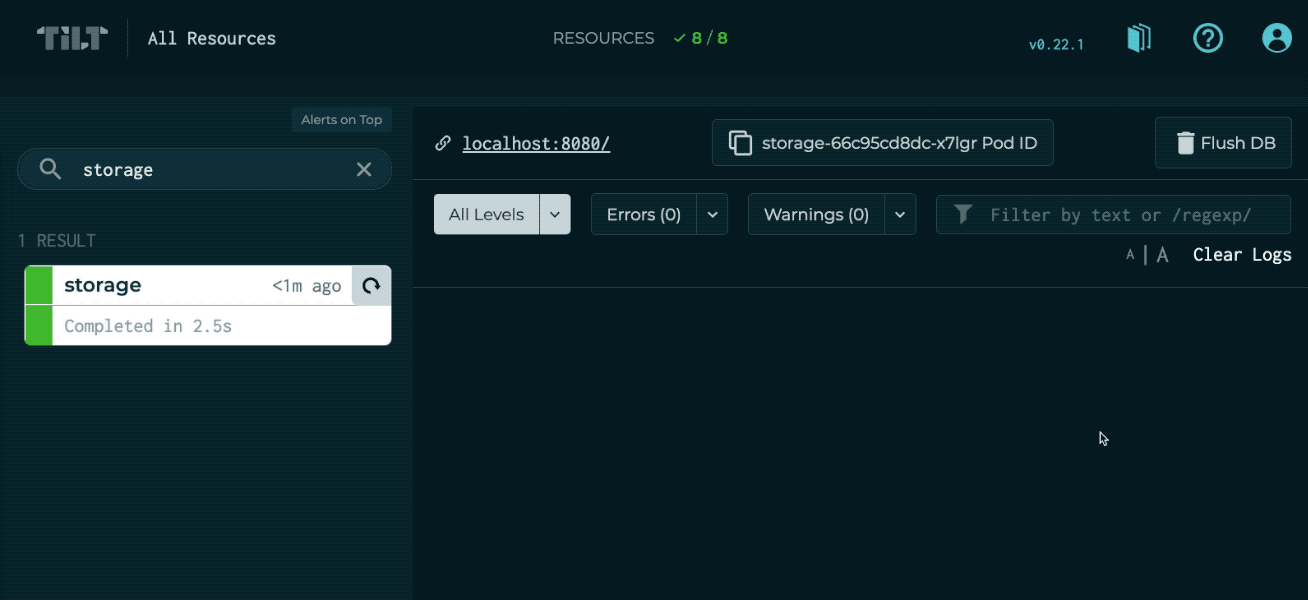 TILT All Resources RESOURCES 8 / 8 v0.22.1
Alerts on Top
storage
1 RESULT
storage <1m ago
Completed in 2.5s
localhost:8080/ storage-66c95cd8dc-x7lgr Pod ID Flush DB
All Levels Errors (0) Warnings (0) Filter by text or /regexp/
A | A Clear Logs